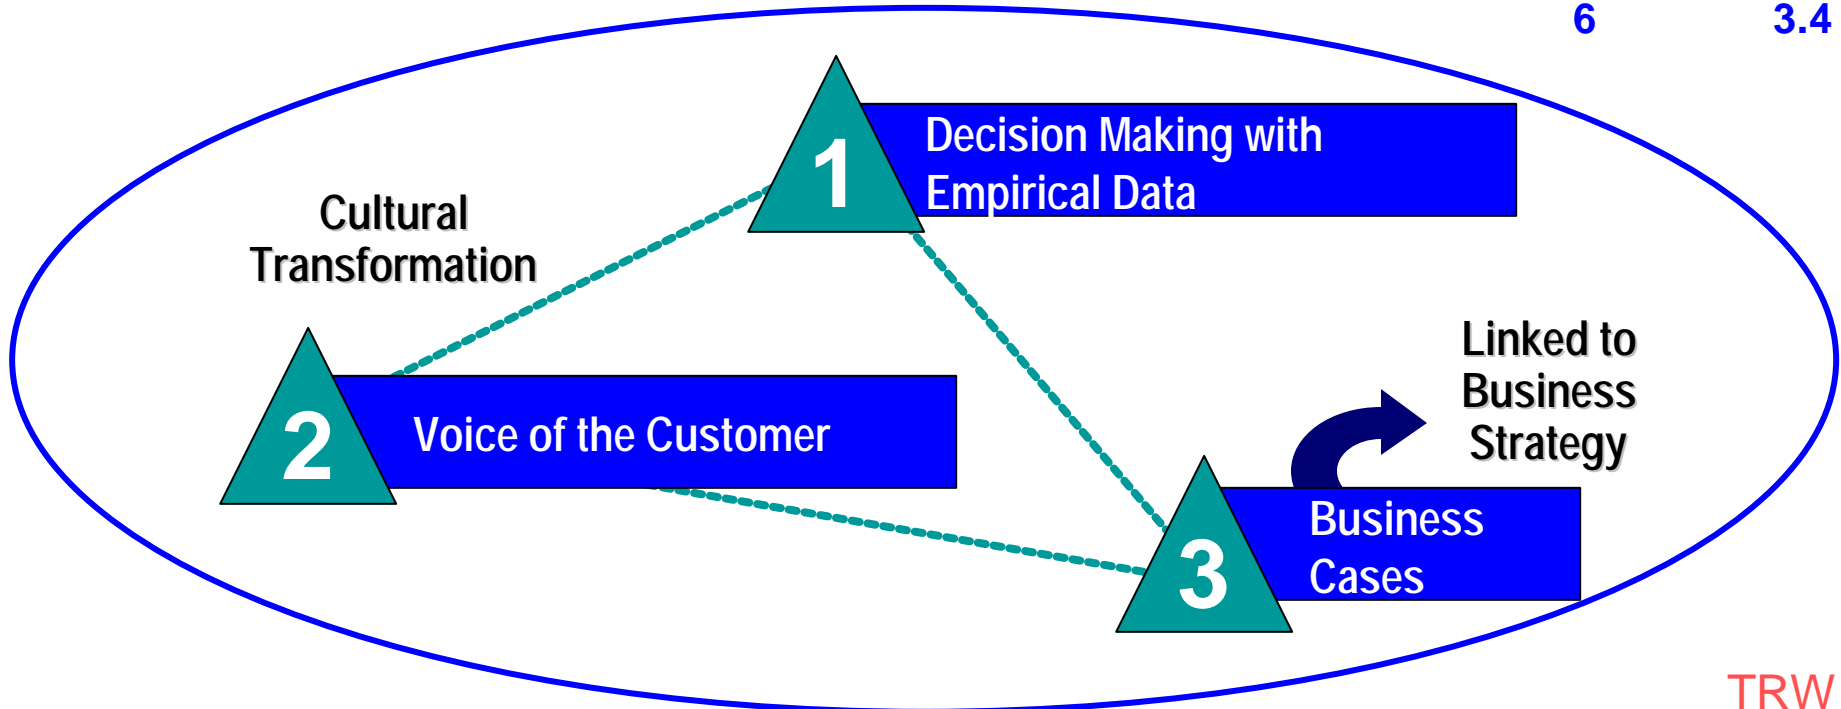 6 3.4
1
Decision Making with
Empirical Data
Cultural
Transformation
2
Voice of the Customer
Linked to
Business
Strategy
3
Business
Cases
TRW